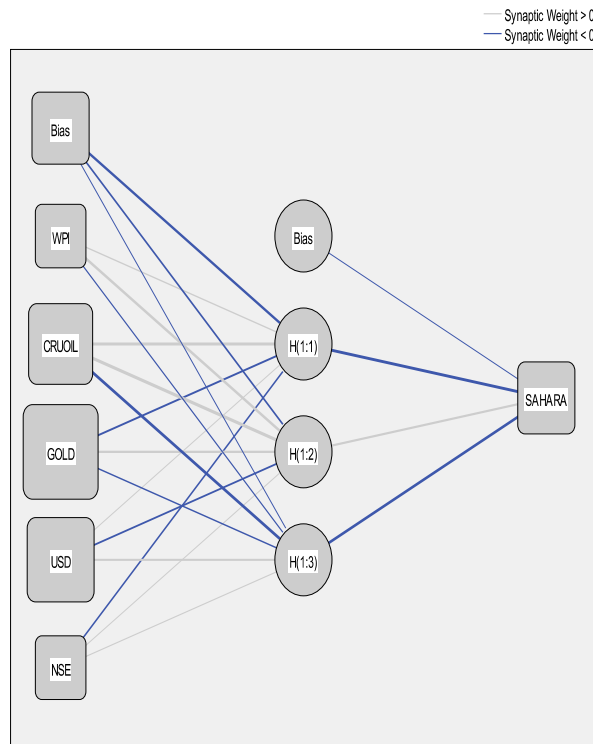 Synaptic Weight > 0
Synaptic Weight < 0
Bias
WPI
Bias
CRUOIL
H(1:1)
SAHARA
GOLD
H(1:2)
USD
H(1:3)
NSE